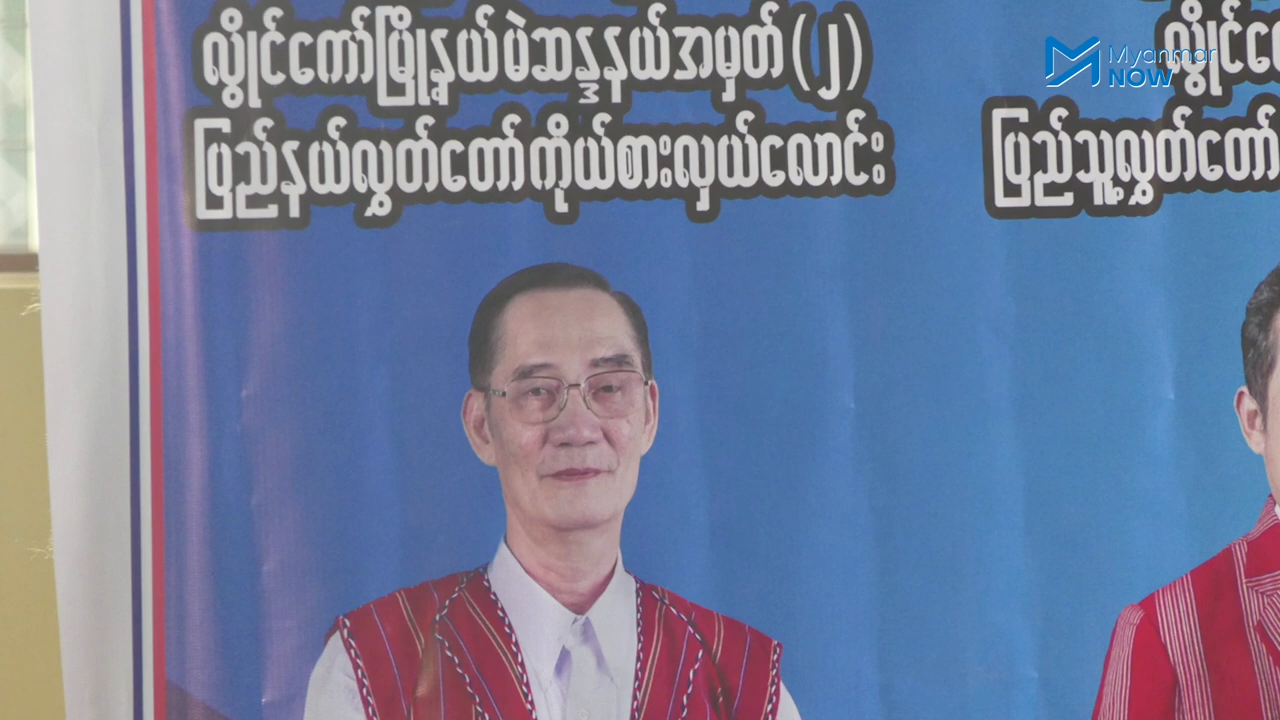 လွိုင်ကော်မြို့နယ်မဲဆန္ဒနယ်အမှတ်(၂)
ပြည်နယ်လွှတ်တော်ကိုယ်စားလှယ်လောင်း
ပြည်သူ့လွှတ်တော်
Myanmar
NOW